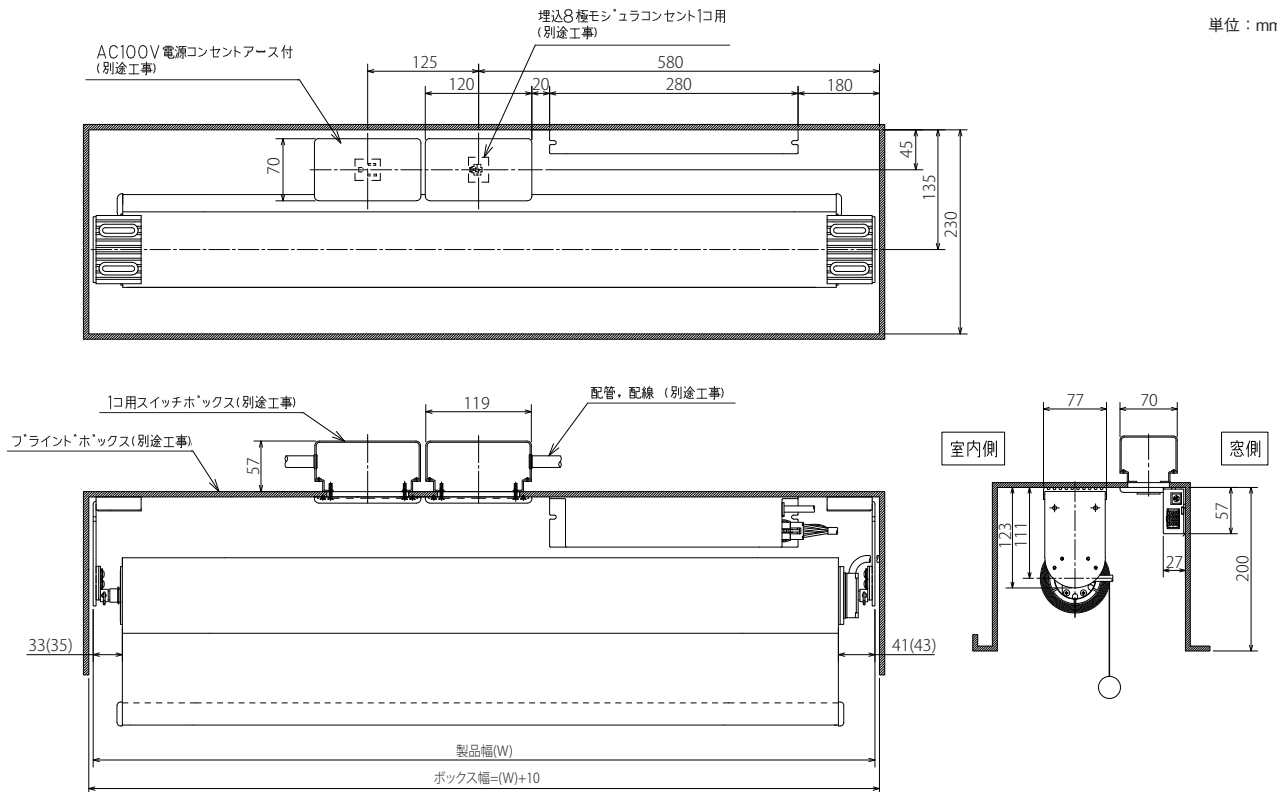 単位：mm
埋込8極モジュラコンセント1コ用
(別途工事)
AC100V電源コンセントアース付
(別途工事)
125
580
120
20
280
180
70
45
135
230
1コ用スイッチボックス(別途工事)
119
配管，配線 (別途工事)
ブラインドボックス(別途工事)
57
33(35)
41(43)
製品幅(W)
ボックス幅=(W)+10
77
70
室内側
窓側
123
111
57
27
200